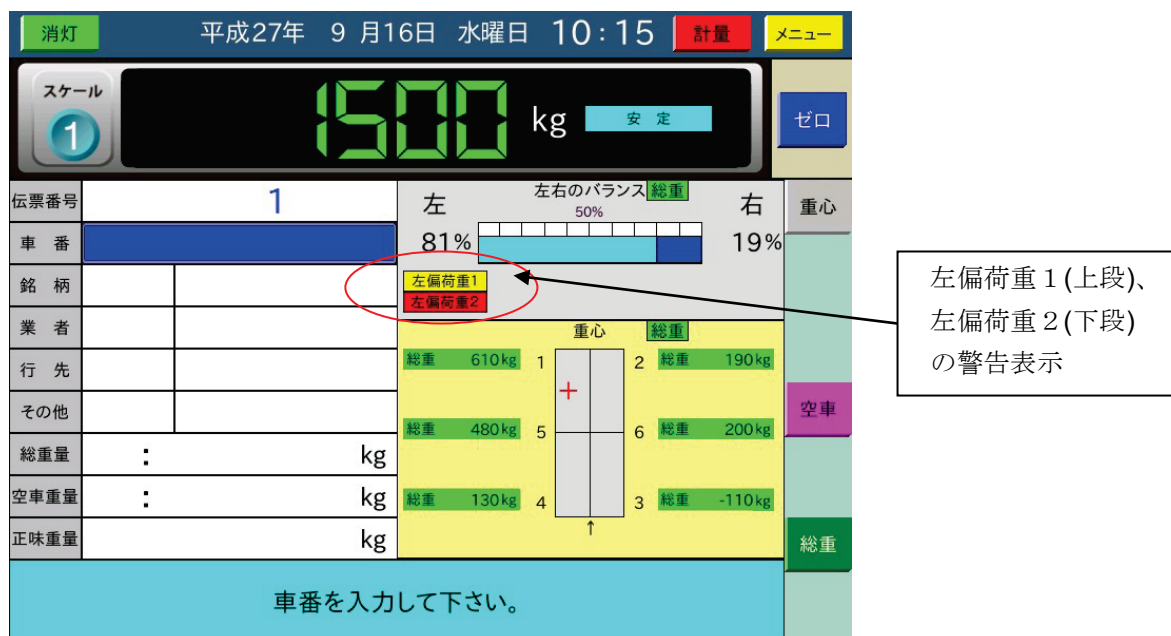 消灯 平成27年 9月16日 水曜日 10:15 計量 メニュー
スケール 1
1500 kg 安 定 ゼロ
伝票番号 1
車 番
銘 柄
業 者
行 先
その他
総重量 : kg
空車重量 : kg
正味重量 kg
左 左右のバランス 総重 右
50%
81% 19%
左偏荷重1
左偏荷重2
重心 総重
総重 610kg 1 2 総重 190kg
総重 480kg 5 6 総重 200kg
総重 130kg 4 3 総重 -110kg
↑
重心
空車
総重
車番を入力して下さい。
左偏荷重1(上段)、
左偏荷重2(下段)
の警告表示